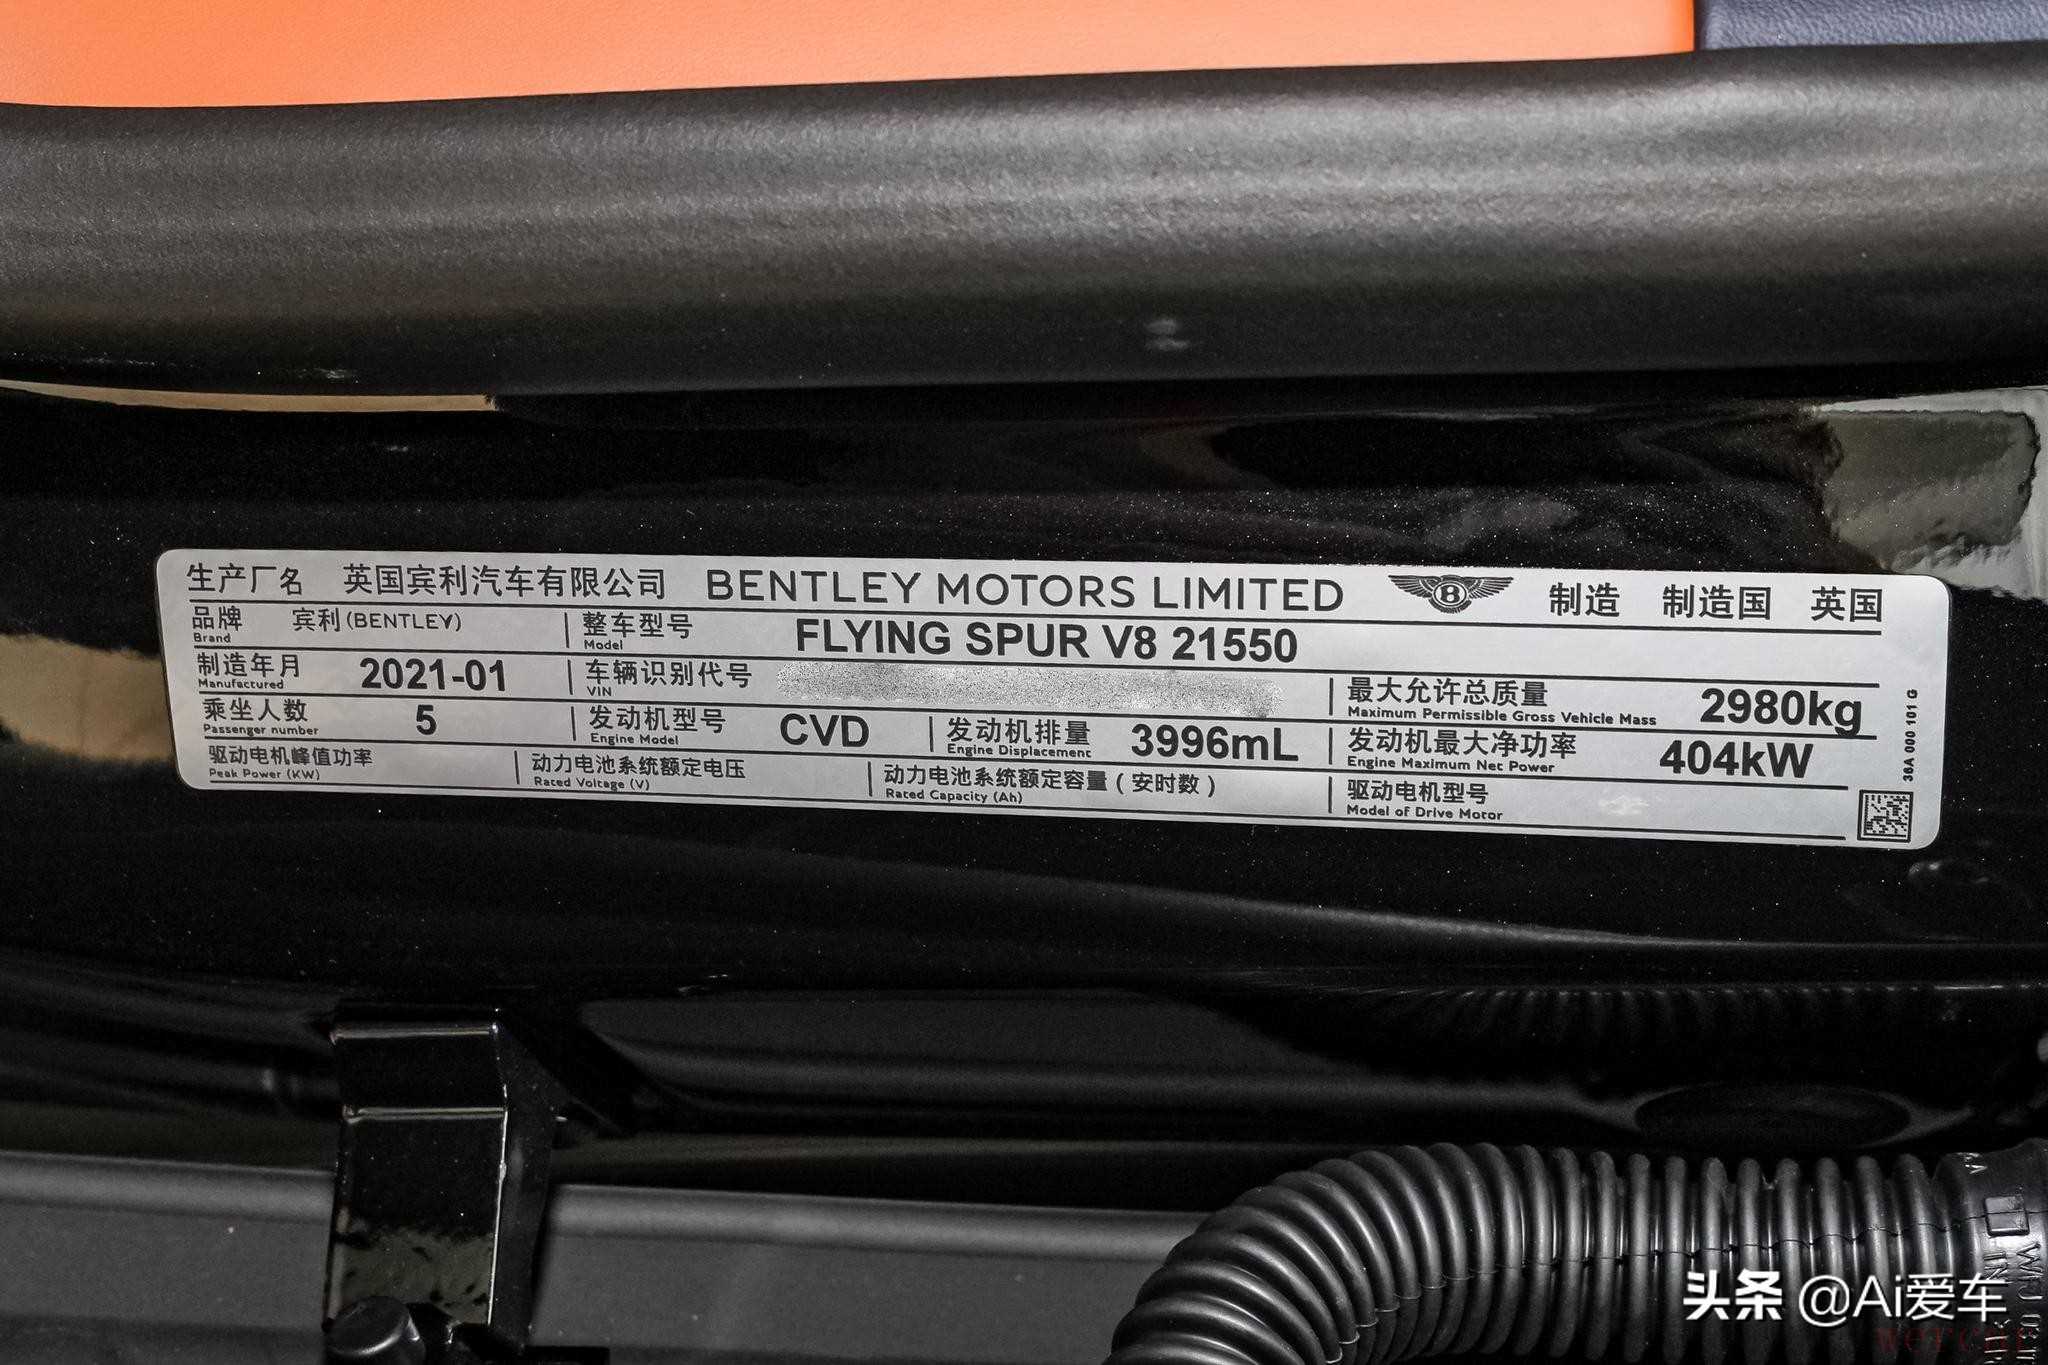 生产厂名 英国宾利汽车有限公司 BENTLEY MOTORS LIMITED B 制造 制造国 英国
品牌 宾利(BENTLEY) 整车型号 FLYING SPUR V8 21550
Brand Model
制造年月 2021-01 车辆识别代号 最大允许总质量 2980kg
Manufactured VIN Maximum Permissible Gross Vehicle Mass
乘坐人数 5 发动机型号 CVD 发动机排量 3996mL 发动机最大净功率 404kW
Passenger number Engine Model Engine Displacement Engine Maximum Net Power
驱动电机峰值功率 动力电池系统额定电压 动力电池系统额定容量(安时数) 驱动电机型号
Peak Power (KW) Rated Voltage (V) Rated Capacity (Ah) Model of Drive Motor
36A 000 101 G
头条 @Ai爱车